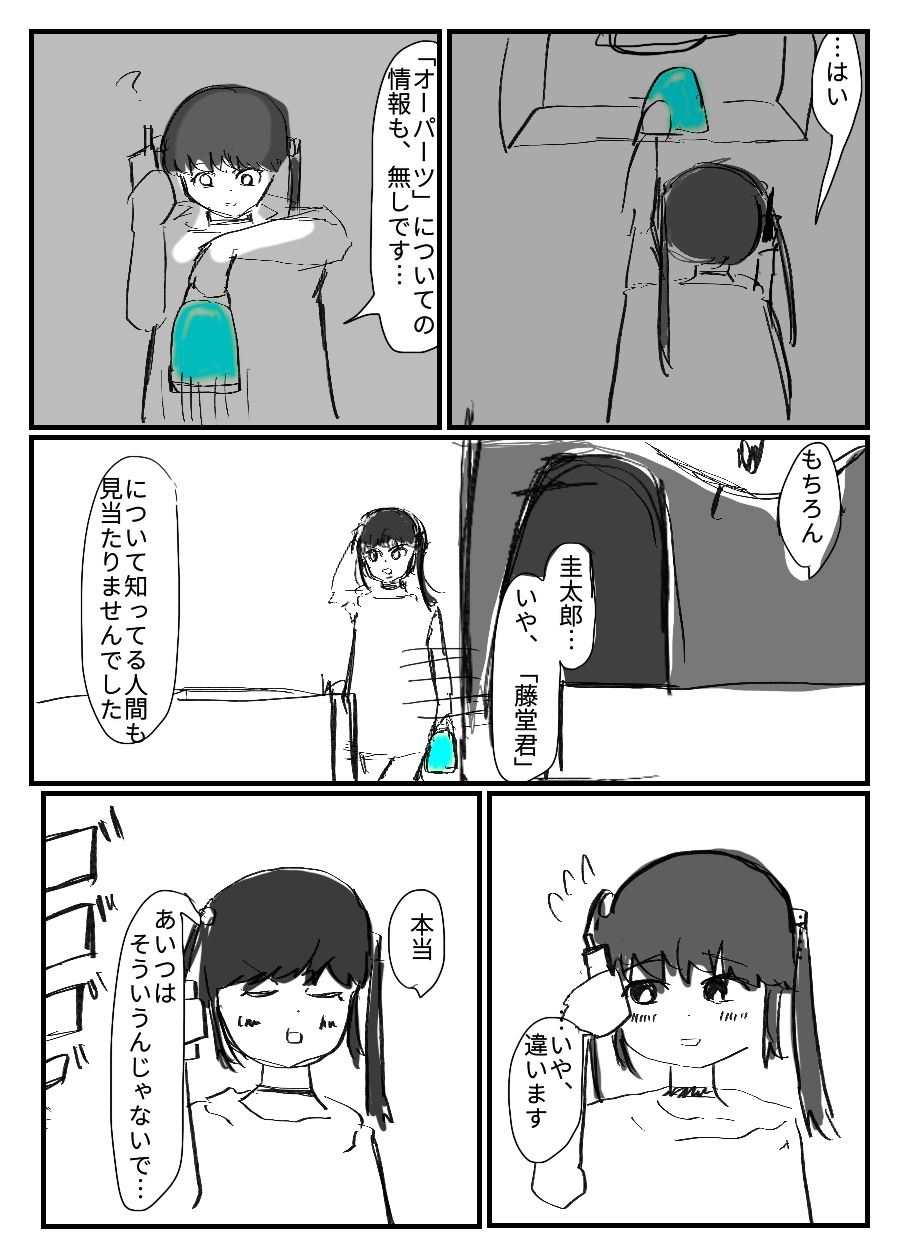 …はい
「オーパーツ」についての
情報も、無しです…
もちろん
圭太郎…
いや、「藤堂君」
について知ってる人間も
見当たりませんでした
…いや、
違います
本当
あいつは
そういうんじゃないで…